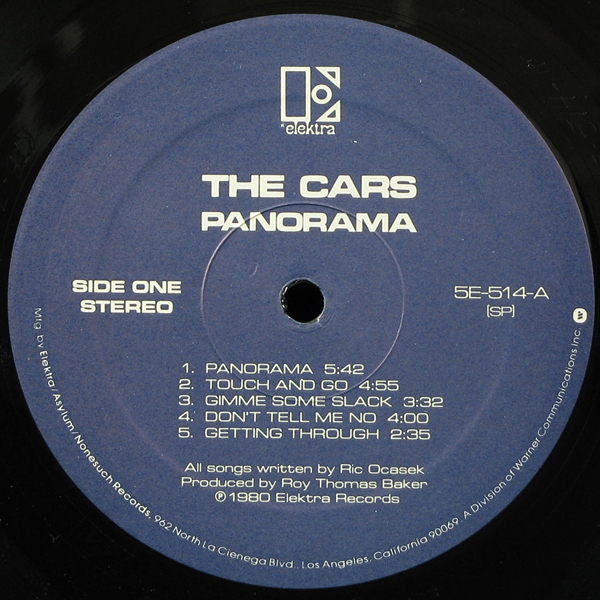 elektra
THE CARS
PANORAMA
SIDE ONE
STEREO
5E-514-A
[SP]
1. PANORAMA 5:42
2. TOUCH AND GO 4:55
3. GIMME SOME SLACK 3:32
4. DON'T TELL ME NO 4:00
5. GETTING THROUGH 2:35
All songs written by Ric Ocasek
Produced by Roy Thomas Baker
℗1980 Elektra Records
Mfg. by Elektra/Asylum/Nonesuch Records, 962 North La Cienega Blvd., Los Angeles, California 90069. A Division of Warner Communications Inc. W